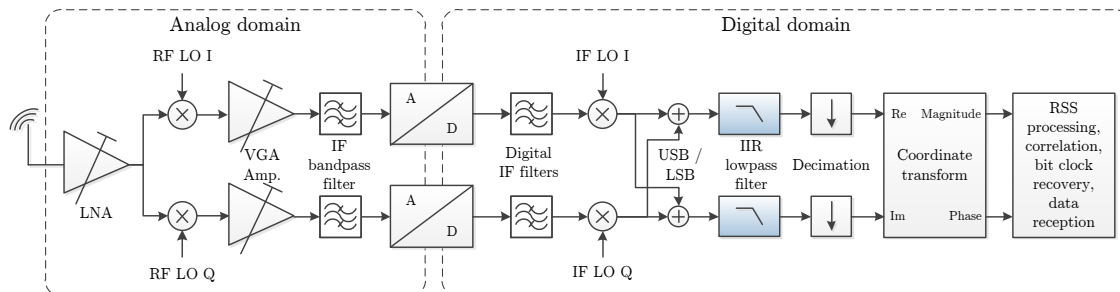 Analog domain
Digital domain
RF LO I
IF LO I
A
D
Re
Magnitude
RSS
processing,
correlation,
bit clock
recovery,
data
reception
VGA
Amp.
IF
bandpass
filter
Digital
IF filters
USB /
LSB
IIR
lowpass
filter
Decimation
Coordinate
transform
LNA
A
D
Im
Phase
RF LO Q
IF LO Q